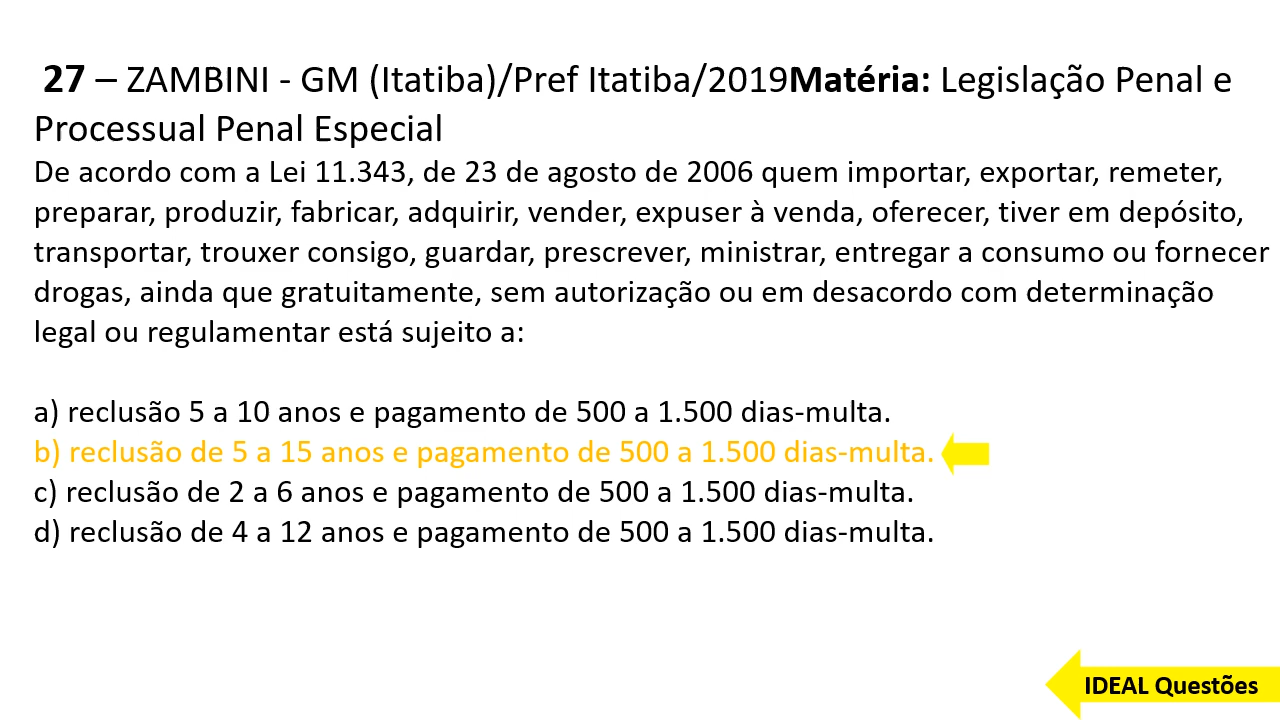 27 – ZAMBINI - GM (Itatiba)/Pref Itatiba/2019Matéria: Legislação Penal e
Processual Penal Especial
De acordo com a Lei 11.343, de 23 de agosto de 2006 quem importar, exportar, remeter,
preparar, produzir, fabricar, adquirir, vender, expuser à venda, oferecer, tiver em depósito,
transportar, trouxer consigo, guardar, prescrever, ministrar, entregar a consumo ou fornecer
drogas, ainda que gratuitamente, sem autorização ou em desacordo com determinação
legal ou regulamentar está sujeito a:
a) reclusão 5 a 10 anos e pagamento de 500 a 1.500 dias-multa.
b) reclusão de 5 a 15 anos e pagamento de 500 a 1.500 dias-multa.
c) reclusão de 2 a 6 anos e pagamento de 500 a 1.500 dias-multa.
d) reclusão de 4 a 12 anos e pagamento de 500 a 1.500 dias-multa.
IDEAL Questões